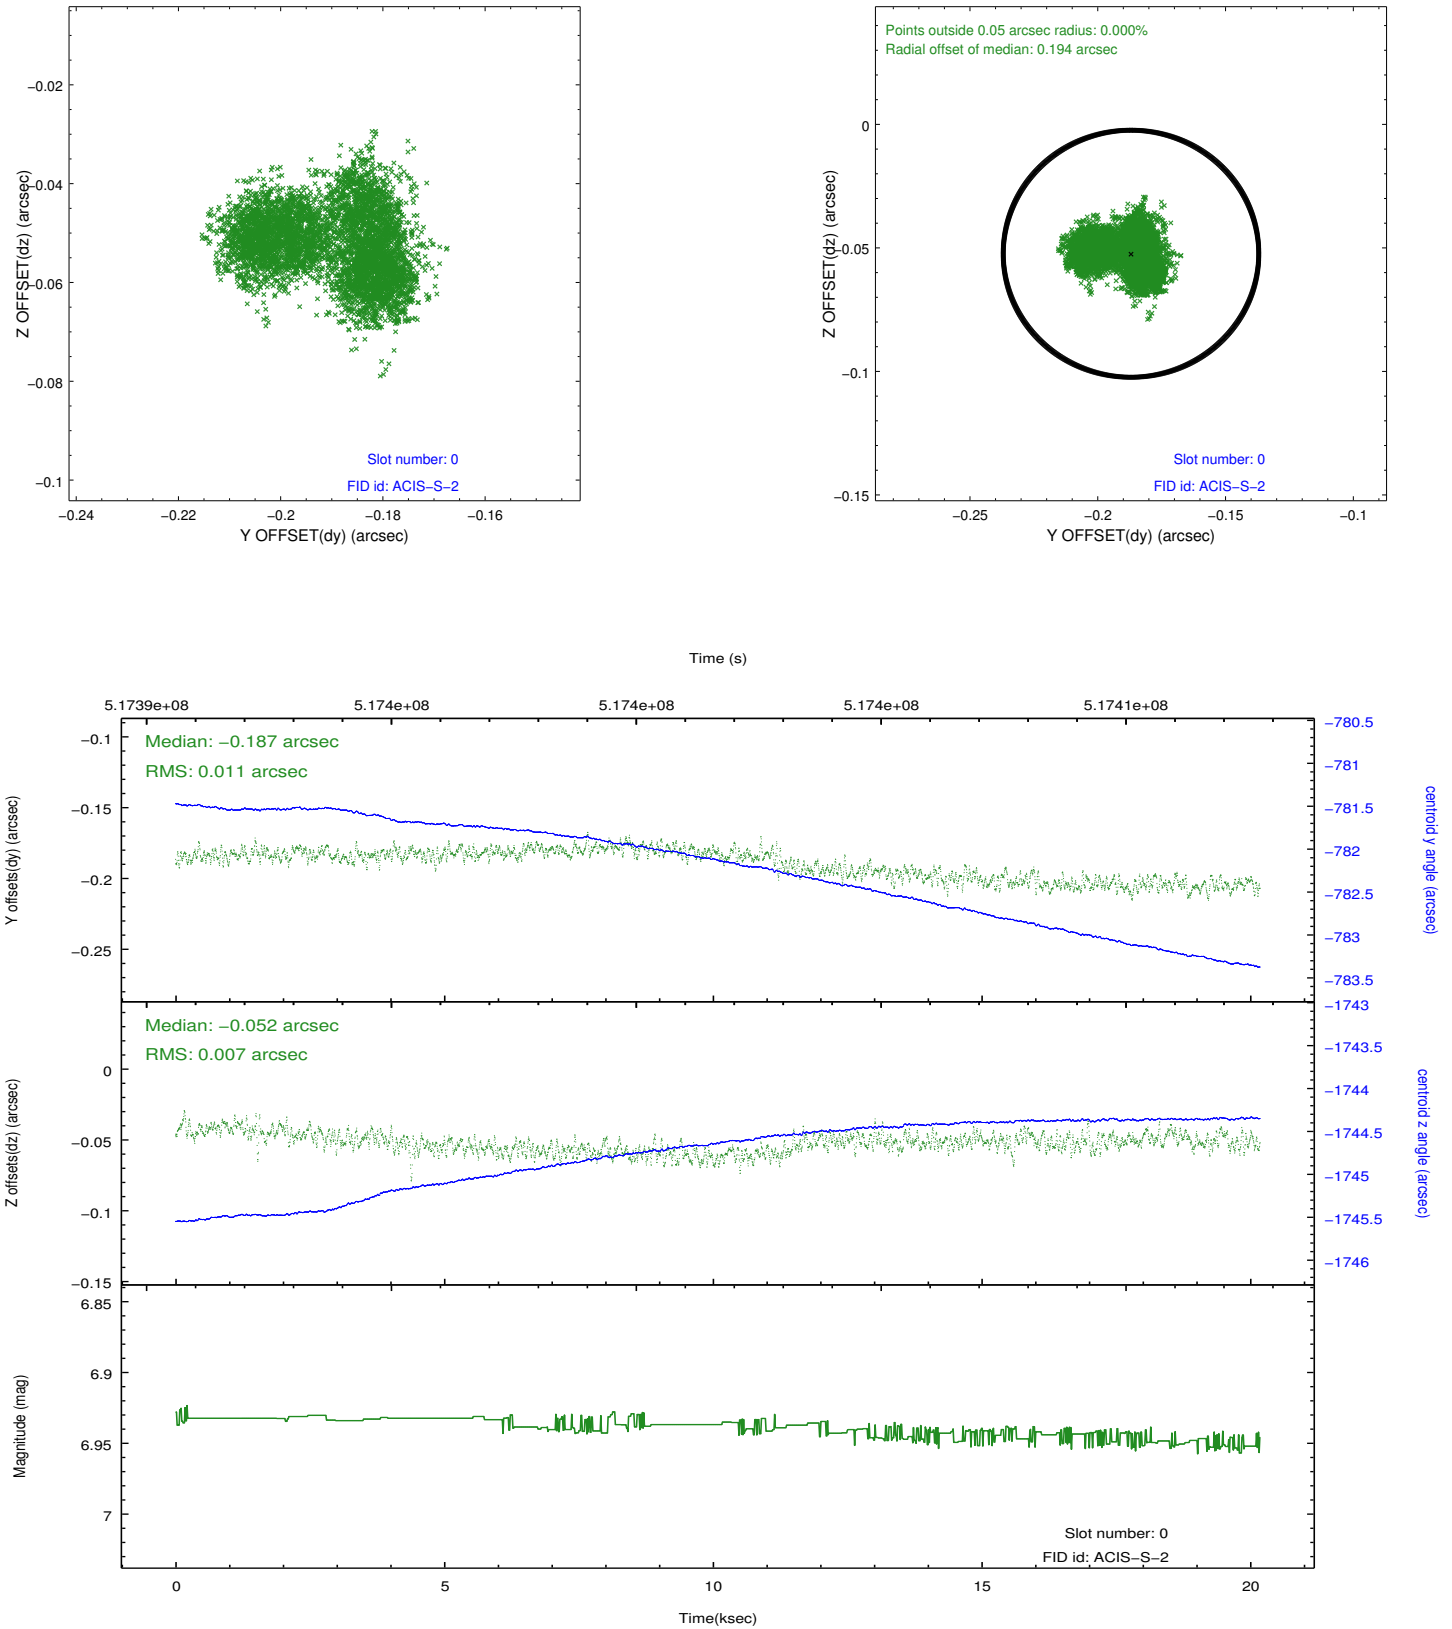 Z OFFSET(dz) (arcsec)
−0.02
−0.04
−0.06
−0.08
−0.1
Slot number: 0
FID id: ACIS−S−2
−0.24 −0.22 −0.2 −0.18 −0.16
Y OFFSET(dy) (arcsec)
Points outside 0.05 arcsec radius: 0.000%
Radial offset of median: 0.194 arcsec
Z OFFSET(dz) (arcsec)
0
−0.05
−0.1
−0.15
Slot number: 0
FID id: ACIS−S−2
−0.25 −0.2 −0.15 −0.1
Y OFFSET(dy) (arcsec)
Time (s)
5.1739e+08 5.174e+08 5.174e+08 5.174e+08 5.1741e+08
Median: −0.187 arcsec
RMS: 0.011 arcsec
Y offsets(dy) (arcsec)
−0.1
−0.15
−0.2
−0.25
−780.5
−781
−781.5
−782
−782.5
−783
−783.5
centroid y angle (arcsec)
Median: −0.052 arcsec
RMS: 0.007 arcsec
Z offsets(dz) (arcsec)
0
−0.05
−0.1
−0.15
−1743
−1743.5
−1744
−1744.5
−1745
−1745.5
−1746
centroid z angle (arcsec)
Magnitude (mag)
6.85
6.9
6.95
7
Slot number: 0
FID id: ACIS−S−2
0 5 10 15 20
Time(ksec)